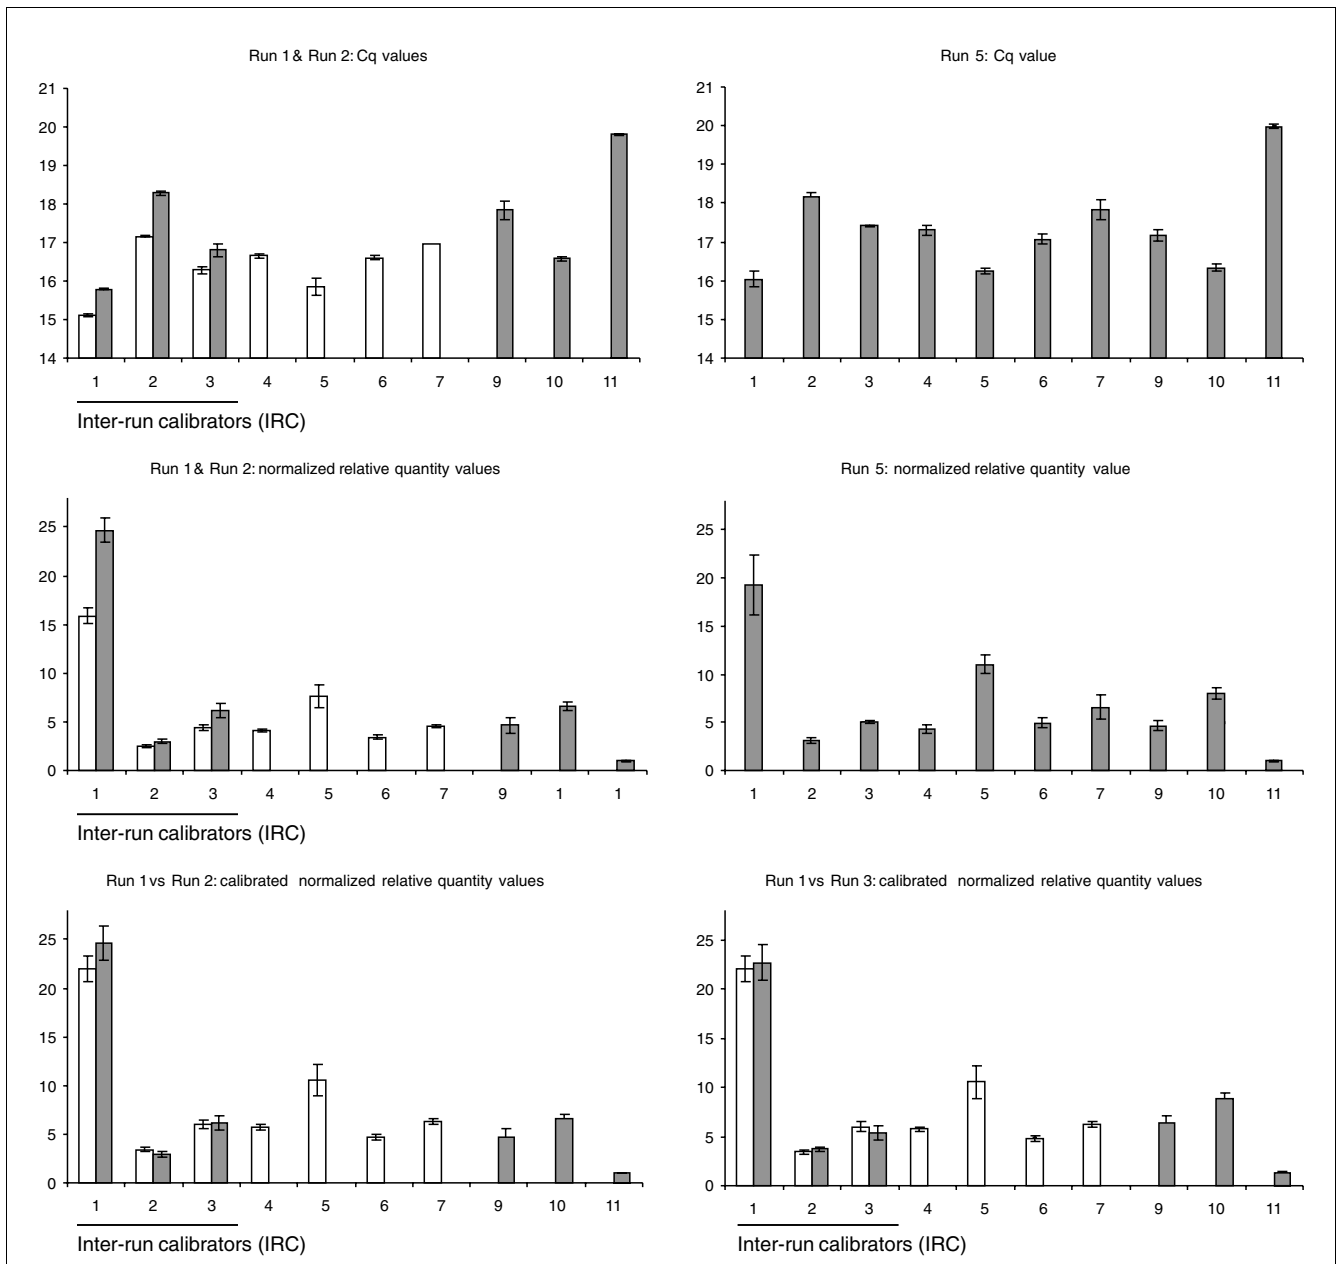 Run 1 & Run 2: Cq values
21
20
19
18
17
16
15
14
1 2 3 4 5 6 7 9 10 11
Inter-run calibrators (IRC)
Run 5: Cq value
21
20
19
18
17
16
15
14
1 2 3 4 5 6 7 9 10 11
Run 1 & Run 2: normalized relative quantity values
25
20
15
10
5
0
1 2 3 4 5 6 7 9 1 1
Inter-run calibrators (IRC)
Run 5: normalized relative quantity value
25
20
15
10
5
0
1 2 3 4 5 6 7 9 10 11
Run 1 vs Run 2: calibrated normalized relative quantity values
25
20
15
10
5
0
1 2 3 4 5 6 7 9 10 11
Inter-run calibrators (IRC)
Run 1 vs Run 3: calibrated normalized relative quantity values
25
20
15
10
5
0
1 2 3 4 5 6 7 9 10 11
Inter-run calibrators (IRC)